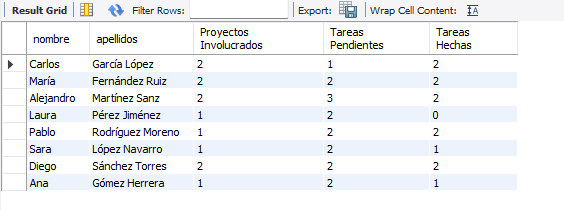 Result Grid Filter Rows: Export: Wrap Cell Content:
nombre apellidos Proyectos Involucrados Tareas Pendientes Tareas Hechas
Carlos García López 2 1 2
María Fernández Ruiz 2 2 2
Alejandro Martínez Sanz 2 3 2
Laura Pérez Jiménez 1 2 0
Pablo Rodríguez Moreno 1 2 2
Sara López Navarro 1 2 1
Diego Sánchez Torres 2 2 2
Ana Gómez Herrera 1 2 1